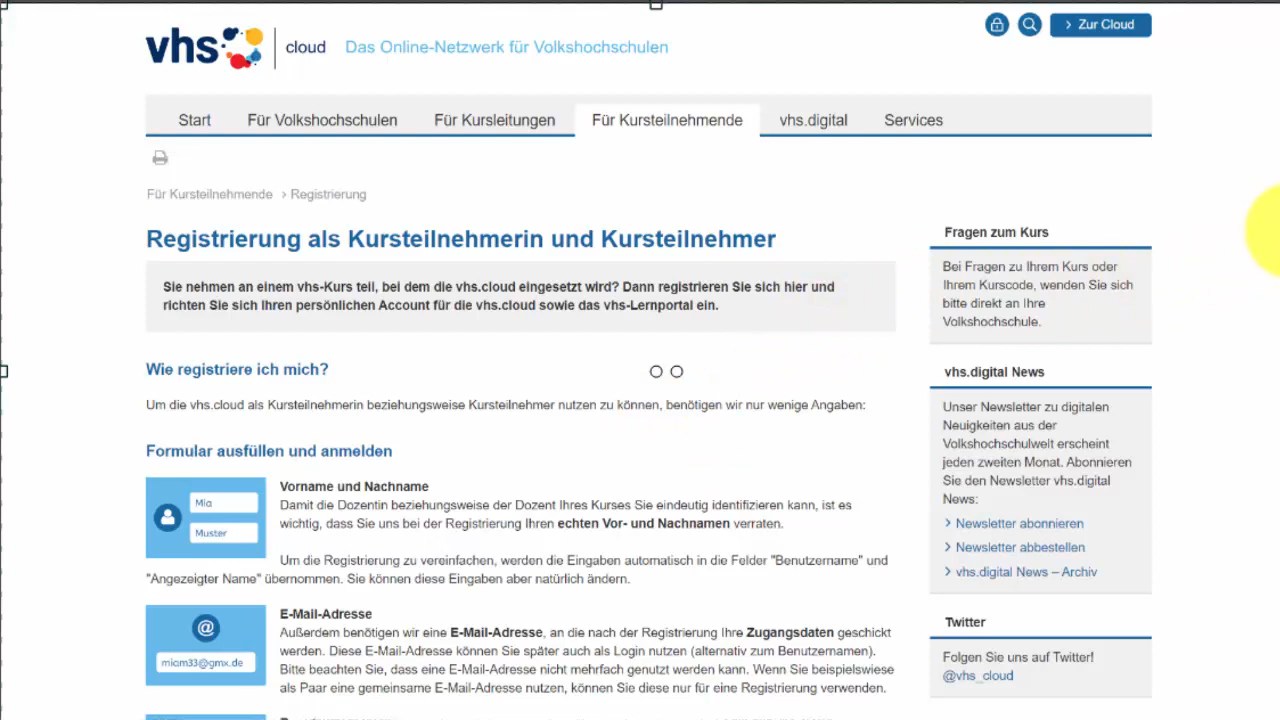 vhs cloud Das Online-Netzwerk für Volkshochschulen
Zur Cloud
Start Für Volkshochschulen Für Kursleitungen Für Kursteilnehmende vhs.digital Services
Für Kursteilnehmende > Registrierung
Registrierung als Kursteilnehmerin und Kursteilnehmer
Sie nehmen an einem vhs-Kurs teil, bei dem die vhs.cloud eingesetzt wird? Dann registrieren Sie sich hier und
richten Sie sich Ihren persönlichen Account für die vhs.cloud sowie das vhs-Lernportal ein.
Wie registriere ich mich?
Um die vhs.cloud als Kursteilnehmerin beziehungsweise Kursteilnehmer nutzen zu können, benötigen wir nur wenige Angaben:
Formular ausfüllen und anmelden
Mia
Muster
Vorname und Nachname
Damit die Dozentin beziehungsweise der Dozent Ihres Kurses Sie eindeutig identifizieren kann, ist es
wichtig, dass Sie uns bei der Registrierung Ihren echten Vor- und Nachnamen verraten.
Um die Registrierung zu vereinfachen, werden die Eingaben automatisch in die Felder "Benutzername" und
"Angezeigter Name" übernommen. Sie können diese Eingaben aber natürlich ändern.
@
miam33@gmx.de
E-Mail-Adresse
Außerdem benötigen wir eine E-Mail-Adresse, an die nach der Registrierung Ihre Zugangsdaten geschickt
werden. Diese E-Mail-Adresse können Sie später auch als Login nutzen (alternativ zum Benutzernamen).
Bitte beachten Sie, dass eine E-Mail-Adresse nicht mehrfach genutzt werden kann. Wenn Sie beispielswiese
als Paar eine gemeinsame E-Mail-Adresse nutzen, können Sie diese nur für eine Registrierung verwenden.
Fragen zum Kurs
Bei Fragen zu Ihrem Kurs oder
Ihrem Kurscode, wenden Sie sich
bitte direkt an Ihre
Volkshochschule.
vhs.digital News
Unser Newsletter zu digitalen
Neuigkeiten aus der
Volkshochschulwelt erscheint
jeden zweiten Monat. Abonnieren
Sie den Newsletter vhs.digital
News:
> Newsletter abonnieren
> Newsletter abbestellen
> vhs.digital News – Archiv
Twitter
Folgen Sie uns auf Twitter!
@vhs_cloud